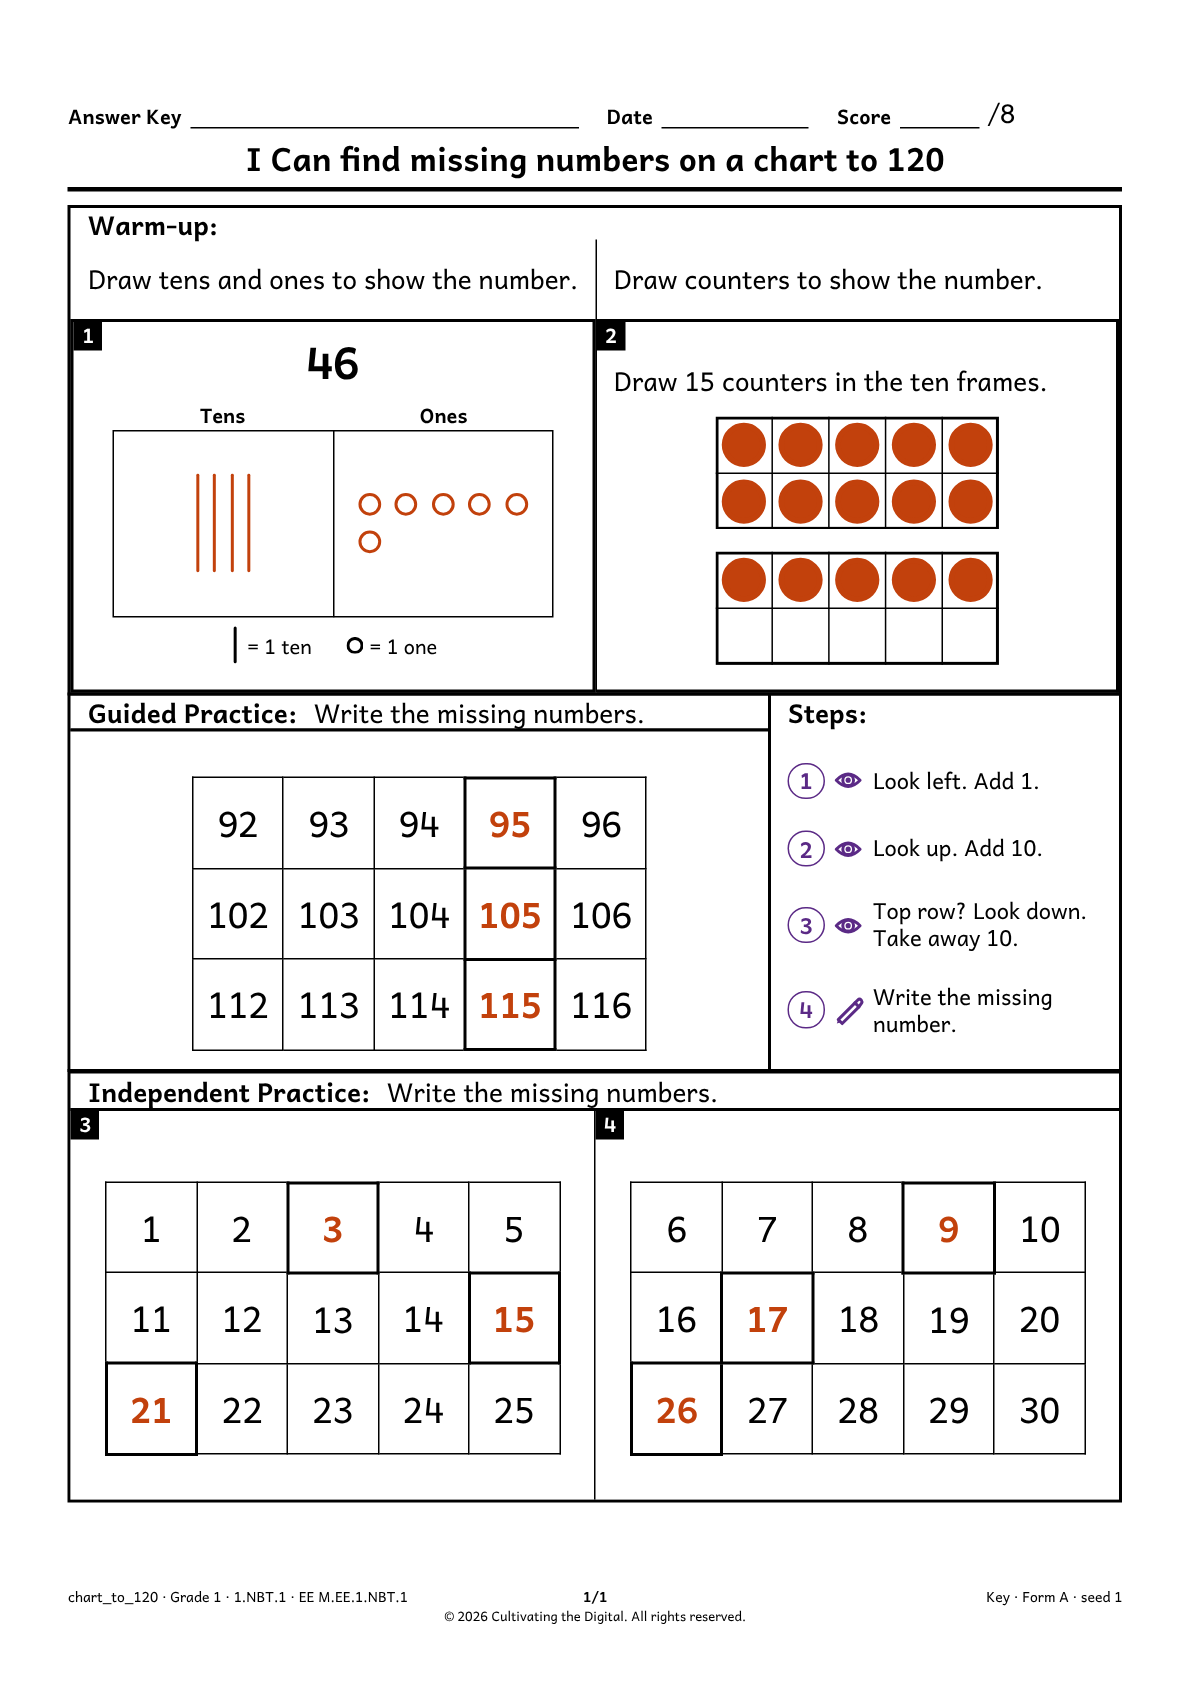 Answer Key Date Score /8
I Can find missing numbers on a chart to 120
Warm-up:
Draw tens and ones to show the number.
Draw counters to show the number.
1
46
Tens Ones
= 1 ten = 1 one
2
Draw 15 counters in the ten frames.
Guided Practice: Write the missing numbers.
92 93 94 95 96
102 103 104 105 106
112 113 114 115 116
Steps:
1 Look left. Add 1.
2 Look up. Add 10.
3 Top row? Look down.
Take away 10.
4 Write the missing
number.
Independent Practice: Write the missing numbers.
3
1 2 3 4 5
11 12 13 14 15
21 22 23 24 25
4
6 7 8 9 10
16 17 18 19 20
26 27 28 29 30
chart_to_120 · Grade 1 · 1.NBT.1 · EE M.EE.1.NBT.1 1/1 Key · Form A · seed 1
© 2026 Cultivating the Digital. All rights reserved.